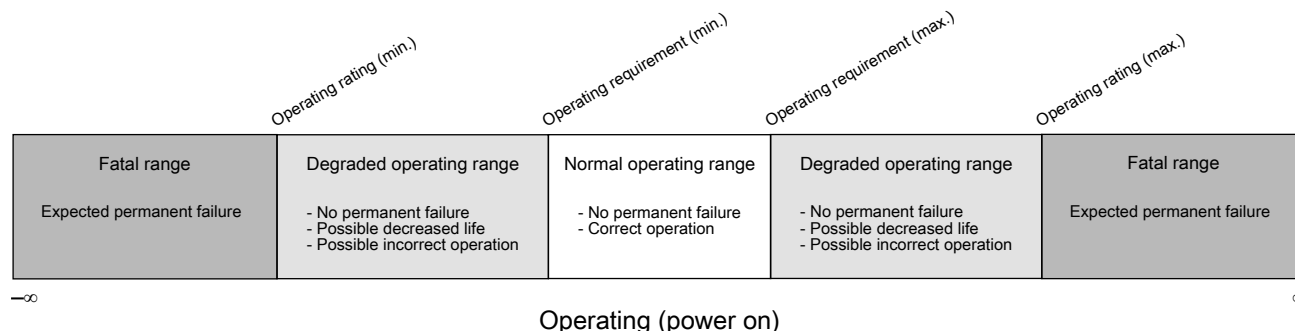 Operating rating (min.)
Operating requirement (min.)
Operating requirement (max.)
Operating rating (max.)
Fatal range
Expected permanent failure
Degraded operating range
- No permanent failure
- Possible decreased life
- Possible incorrect operation
Normal operating range
- No permanent failure
- Correct operation
Degraded operating range
- No permanent failure
- Possible decreased life
- Possible incorrect operation
Fatal range
Expected permanent failure
–∞
Operating (power on)